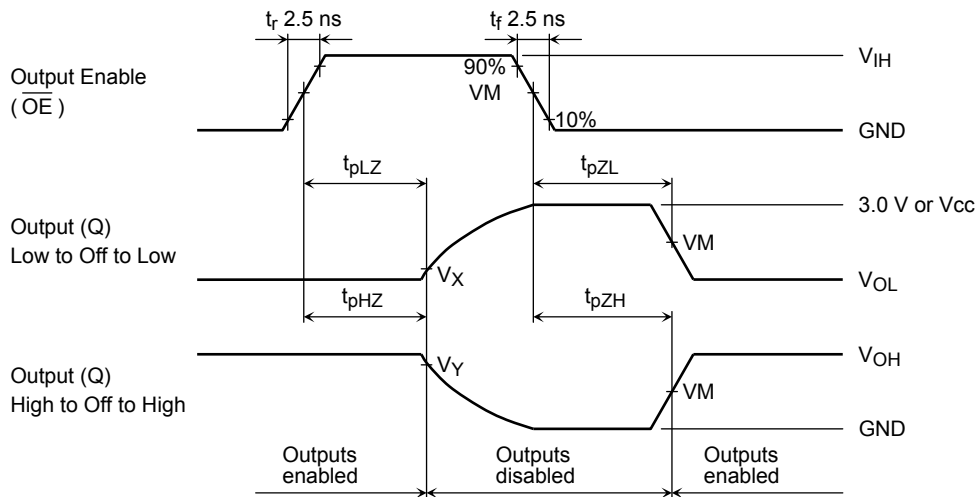 tr 2.5 ns
tf 2.5 ns
Output Enable
( OE )
90%
VM
10%
VIH
GND
tpLZ
tpZL
3.0 V or Vcc
Output (Q)
Low to Off to Low
VX
VM
VOL
tpHZ
tpZH
VOH
Output (Q)
High to Off to High
VY
VM
GND
Outputs
enabled
Outputs
disabled
Outputs
enabled